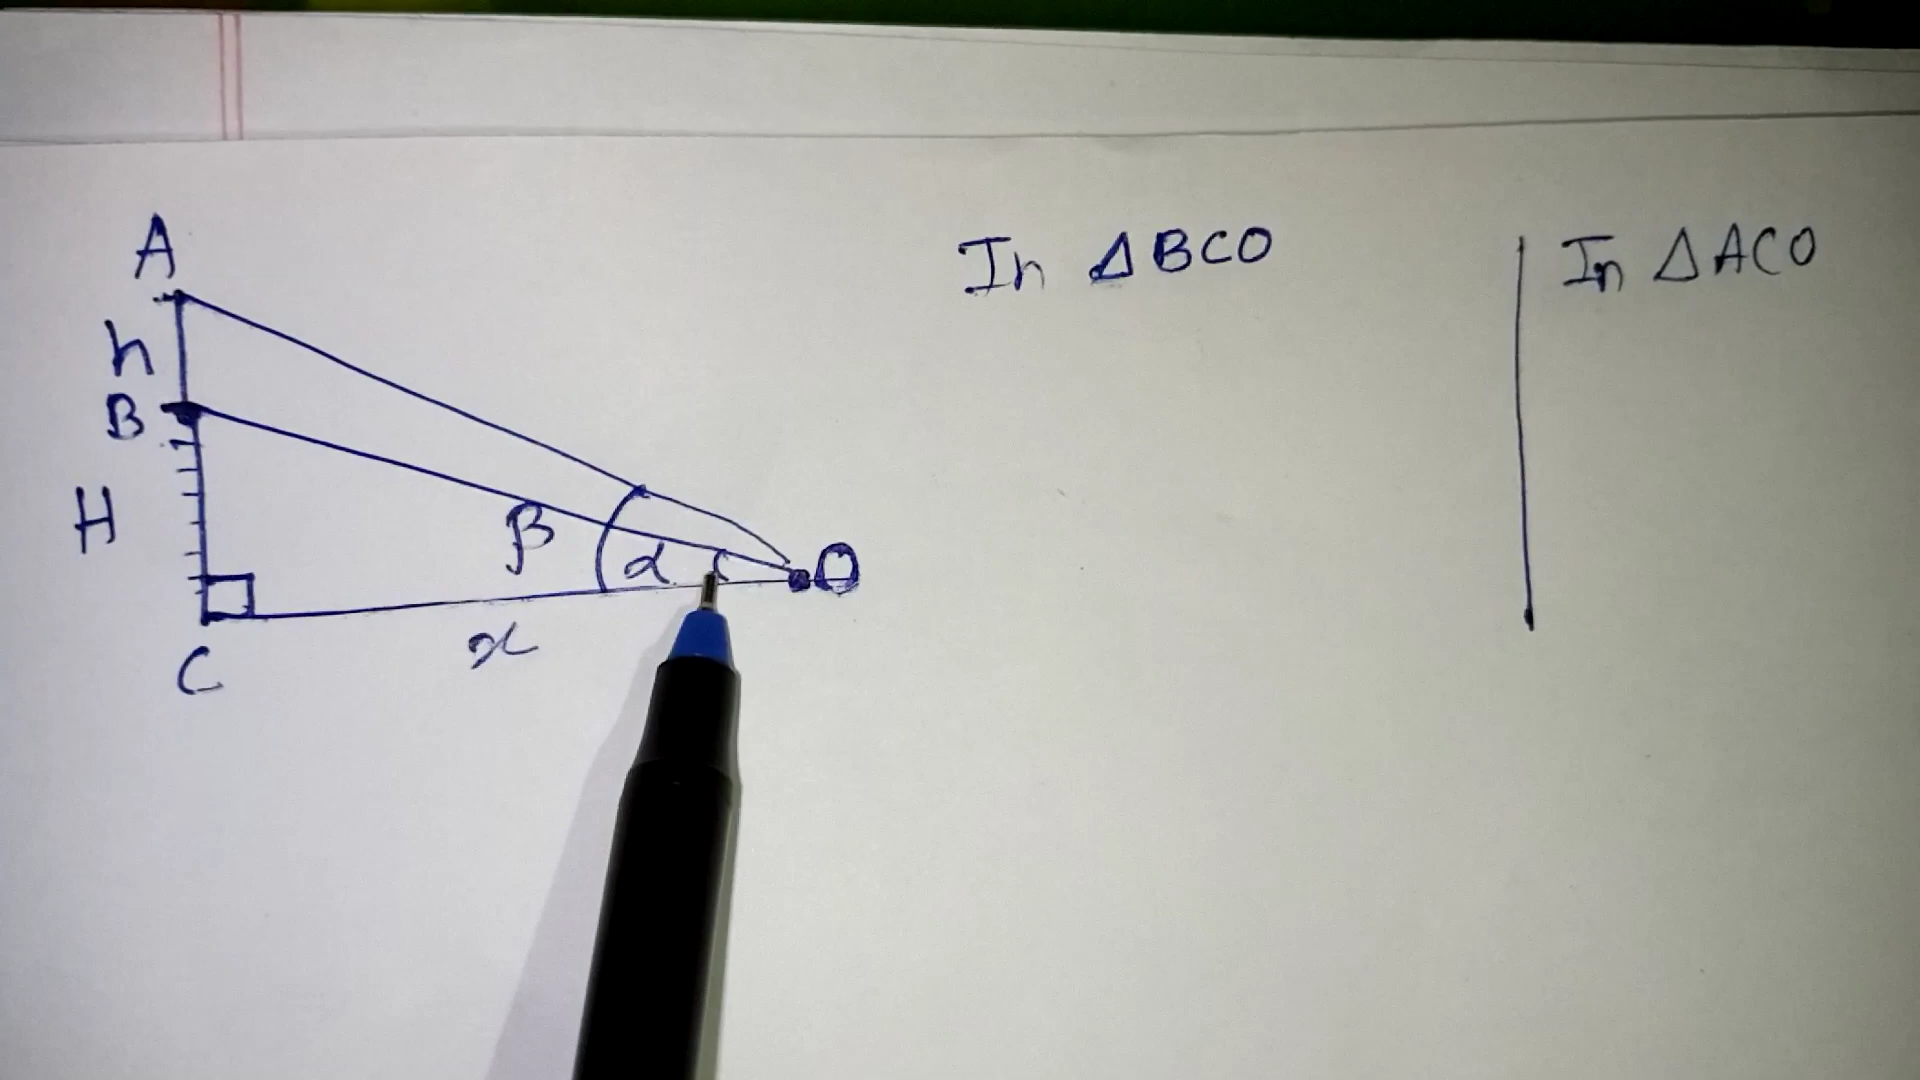 A
h
B
H
C
x
β
α
O
In ΔBCO
In ΔACO